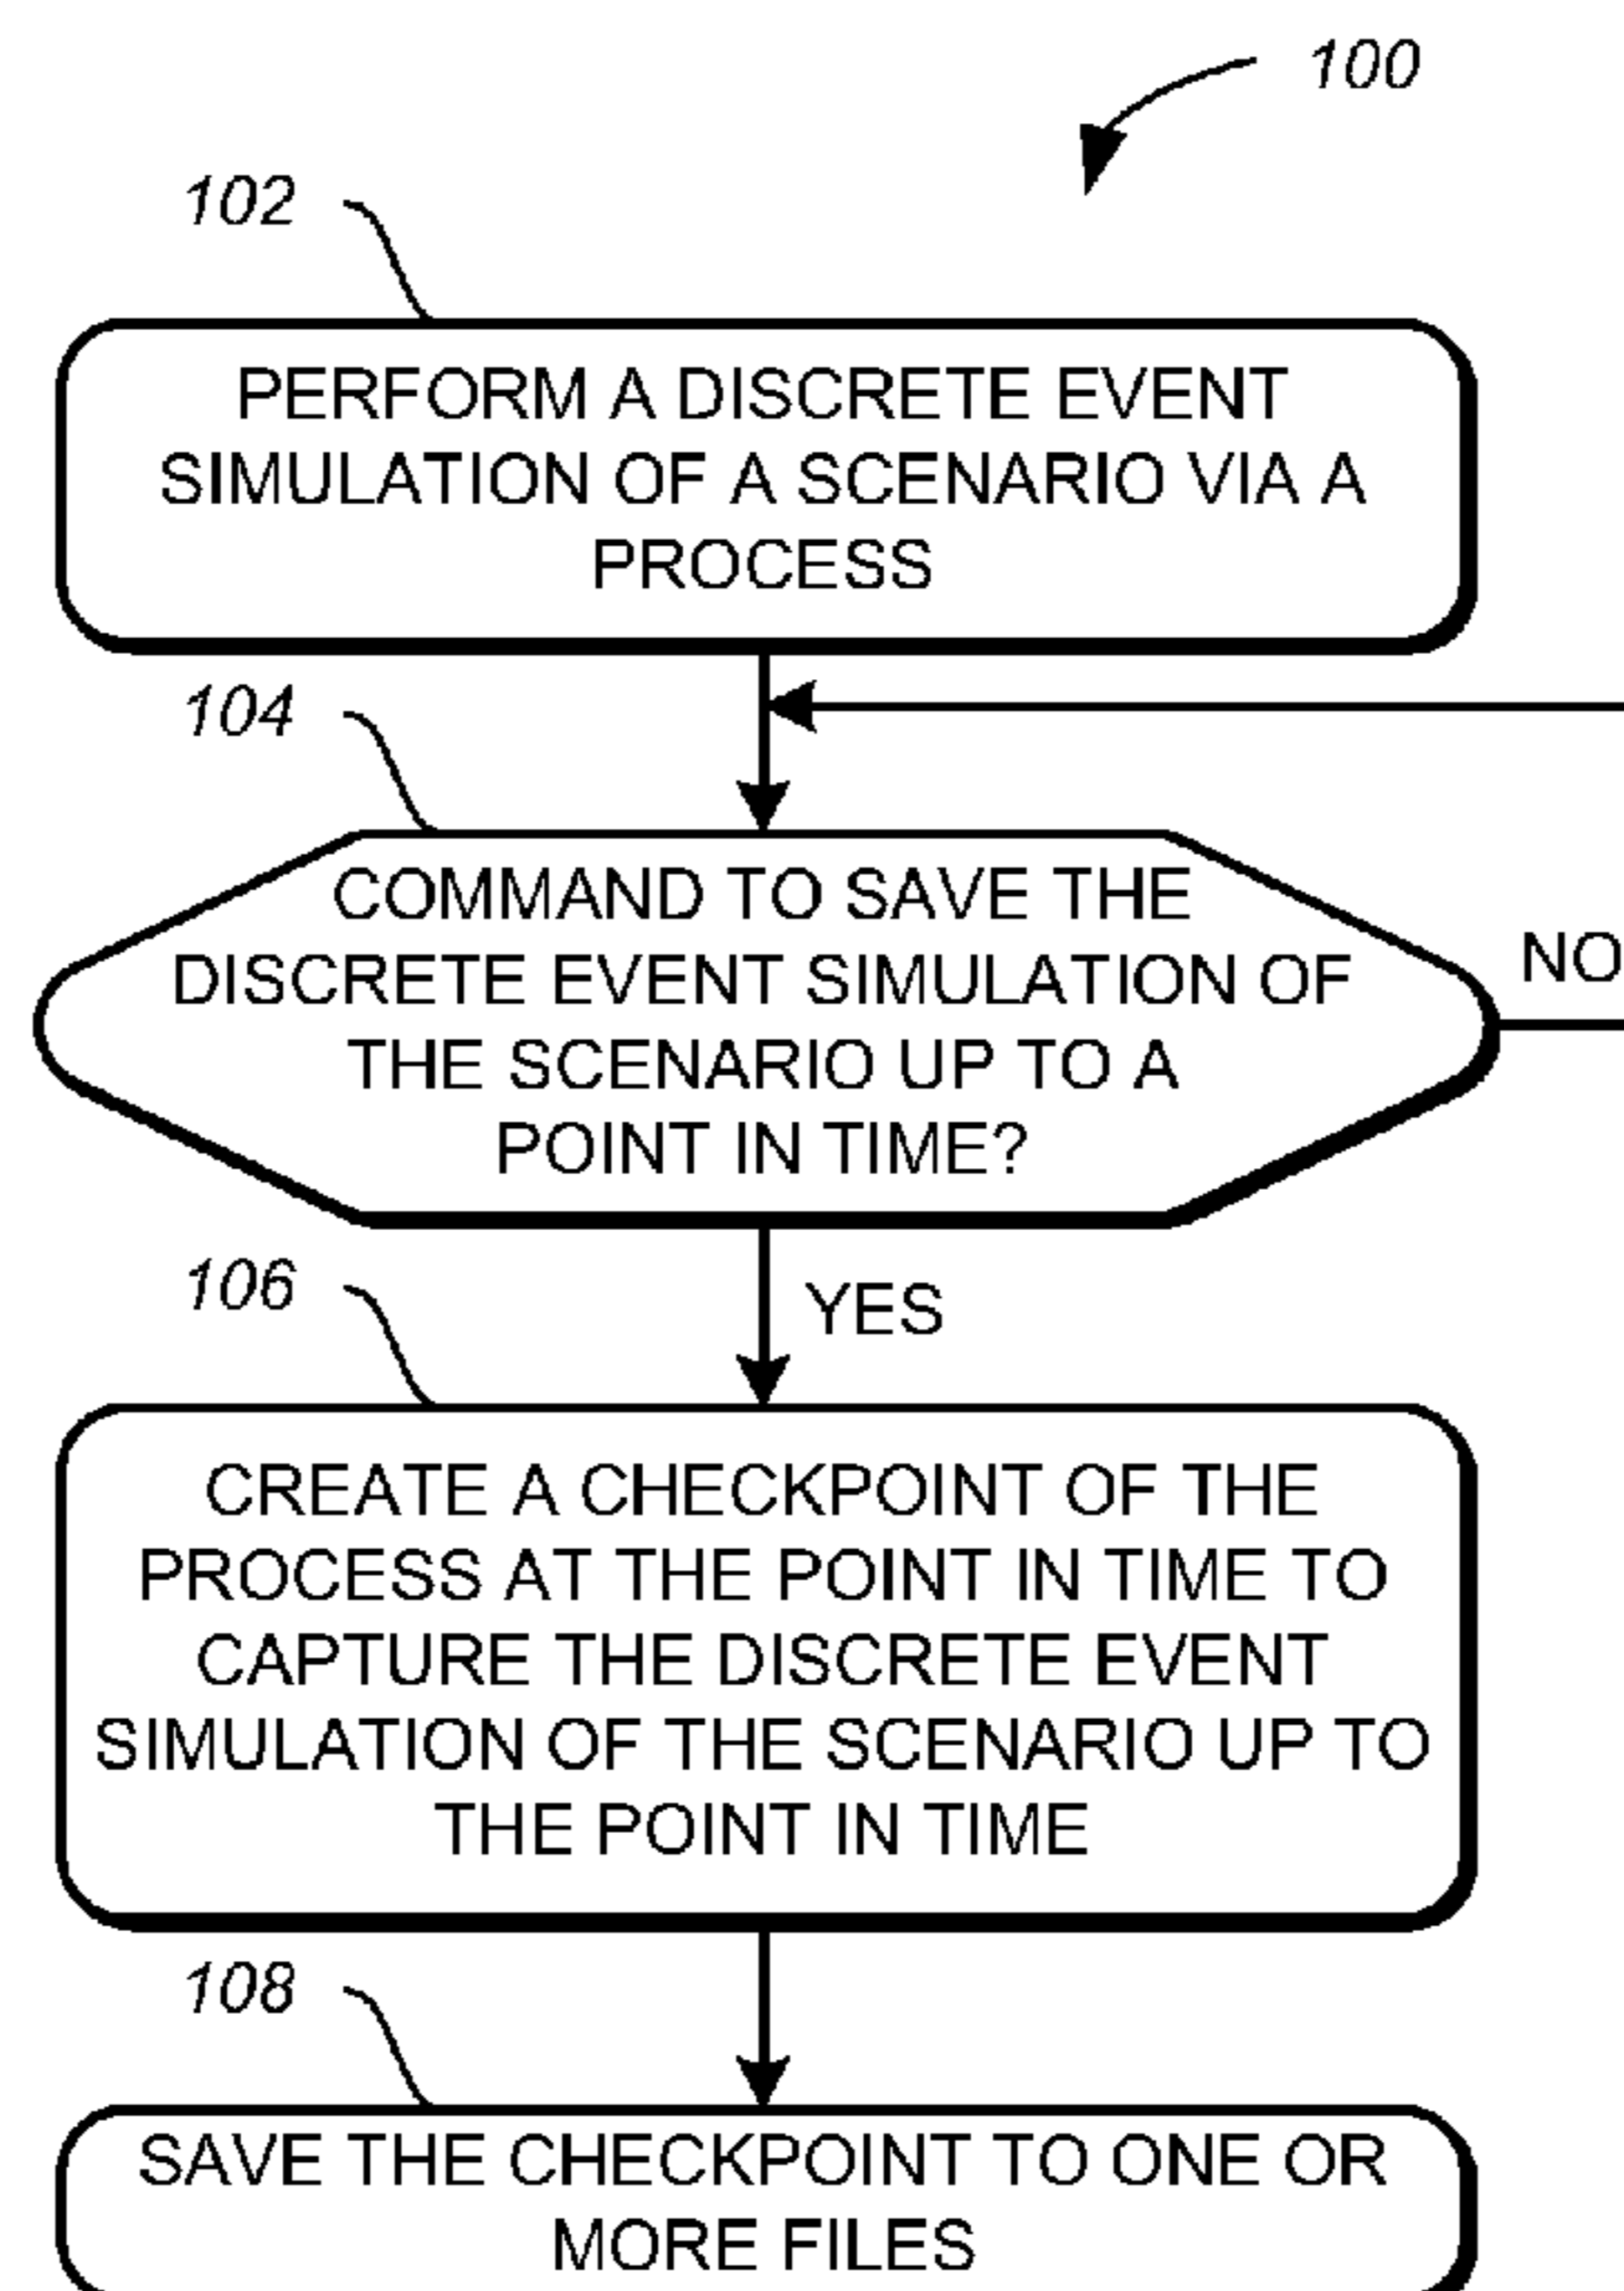 100
102
PERFORM A DISCRETE EVENT
SIMULATION OF A SCENARIO VIA A
PROCESS
104
COMMAND TO SAVE THE
DISCRETE EVENT SIMULATION OF
THE SCENARIO UP TO A
POINT IN TIME?
NO
106
YES
CREATE A CHECKPOINT OF THE
PROCESS AT THE POINT IN TIME TO
CAPTURE THE DISCRETE EVENT
SIMULATION OF THE SCENARIO UP TO
THE POINT IN TIME
108
SAVE THE CHECKPOINT TO ONE OR
MORE FILES